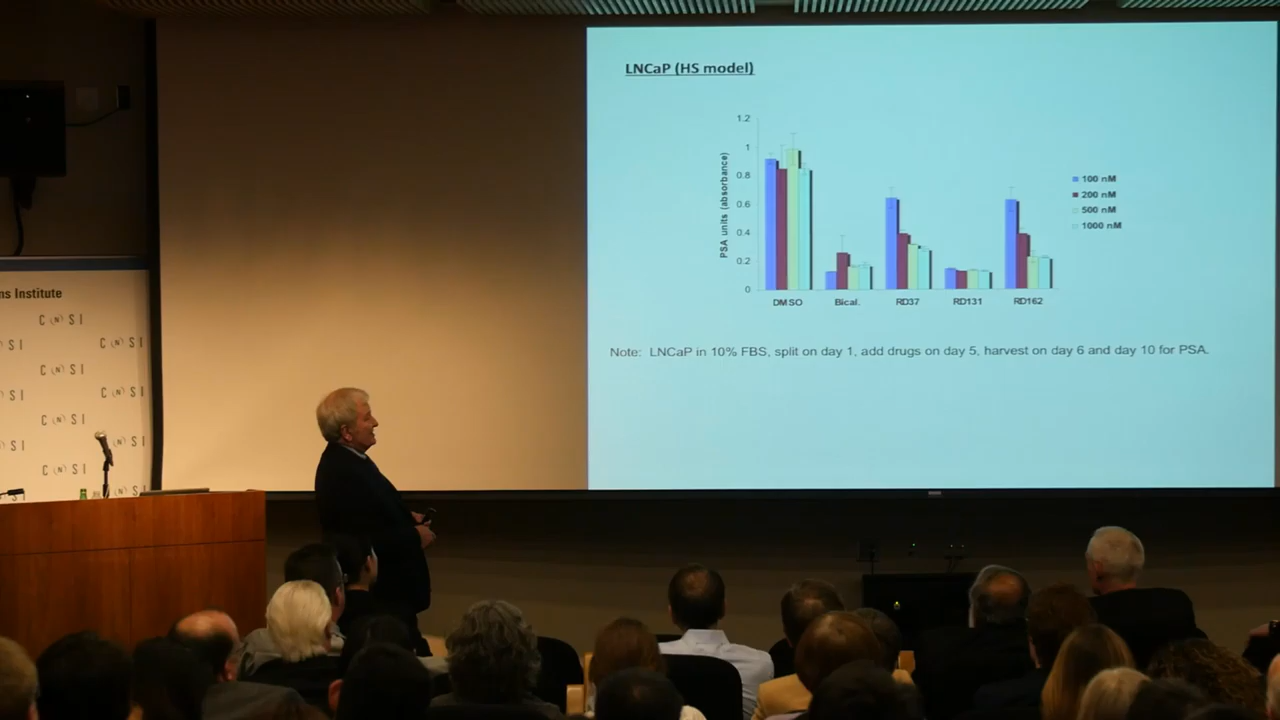 LNCaP (HS model)
1.2
1
0.8
0.6
0.4
0.2
0
PSA units (absorbance)
DMSO Bical. RD37 RD131 RD162
100 nM
200 nM
500 nM
1000 nM
Note: LNCaP in 10% FBS, split on day 1, add drugs on day 5, harvest on day 6 and day 10 for PSA.
ns Institute
C (N) S I
S I C (N) S I
C (N) S I
S I C (N) S I
C (N) S I
S I (N) S I
C (N) S I
S I